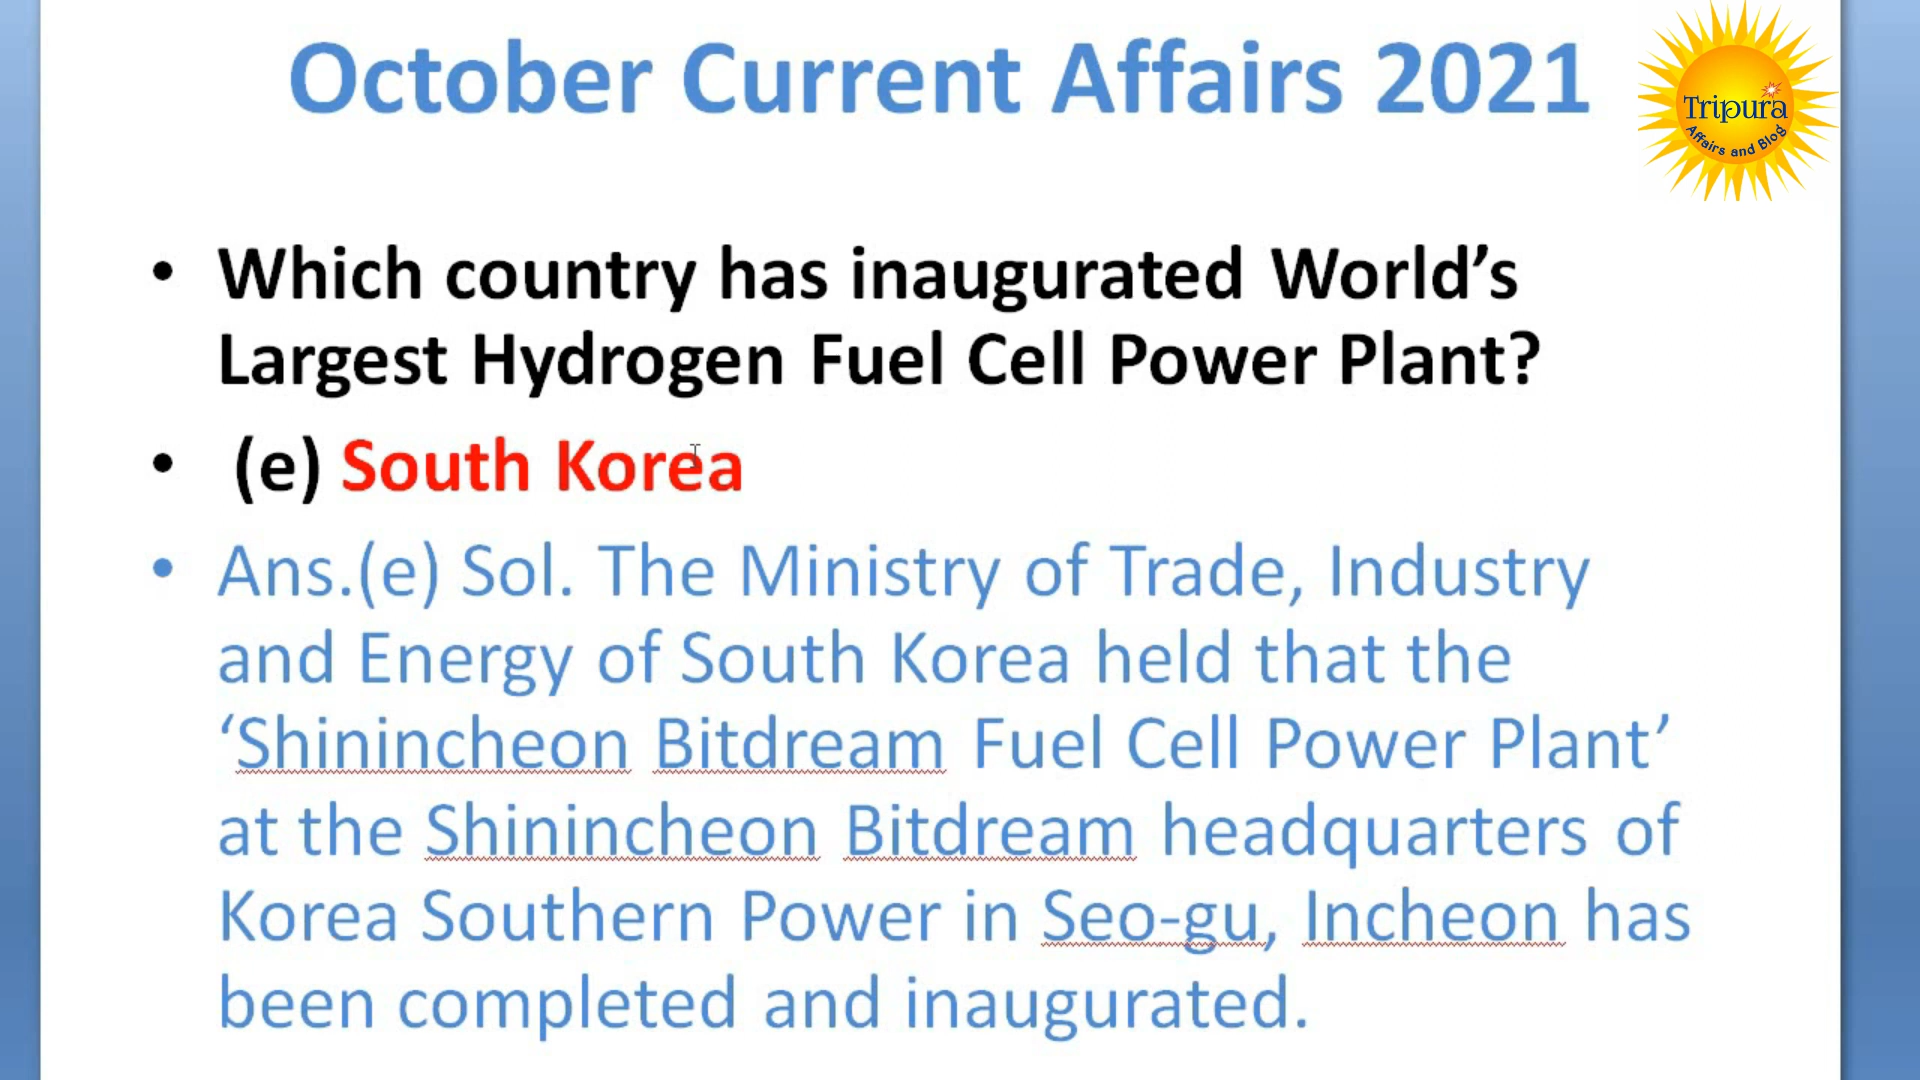 October Current Affairs 2021
Tripura
Affairs and Blog
• Which country has inaugurated World’s
Largest Hydrogen Fuel Cell Power Plant?
• (e) South Korea
• Ans.(e) Sol. The Ministry of Trade, Industry
and Energy of South Korea held that the
‘Shinincheon Bitdream Fuel Cell Power Plant’
at the Shinincheon Bitdream headquarters of
Korea Southern Power in Seo-gu, Incheon has
been completed and inaugurated.